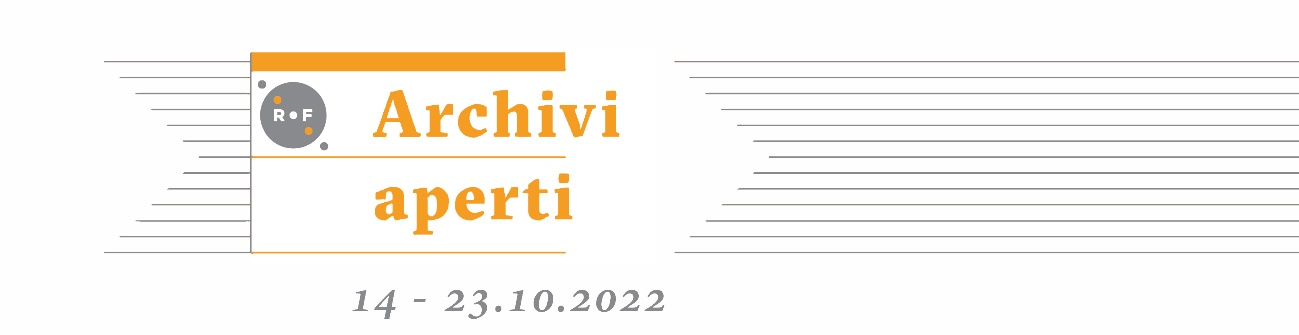 R•F
Archivi
aperti
14 - 23.10.2022